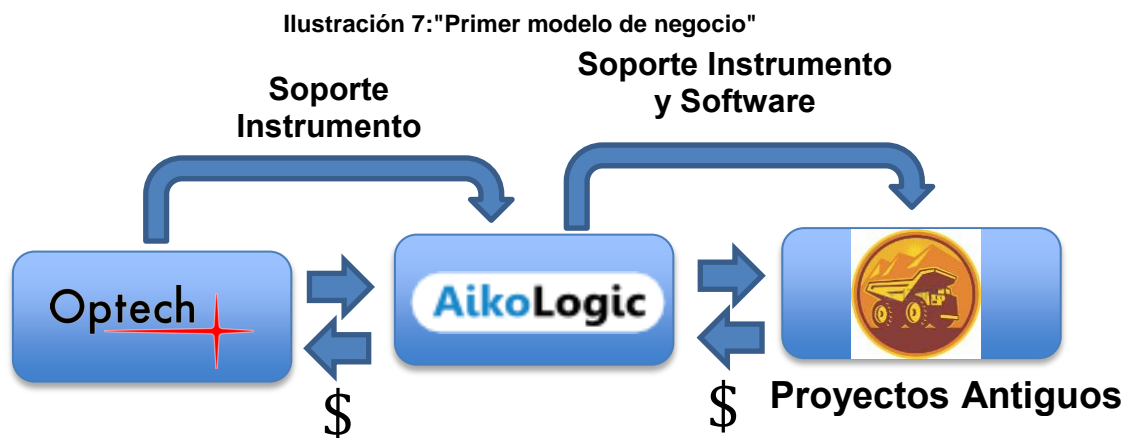 Ilustración 7:"Primer modelo de negocio"
Soporte
Instrumento
Soporte Instrumento
y Software
Optech
AikoLogic
$
$
Proyectos Antiguos